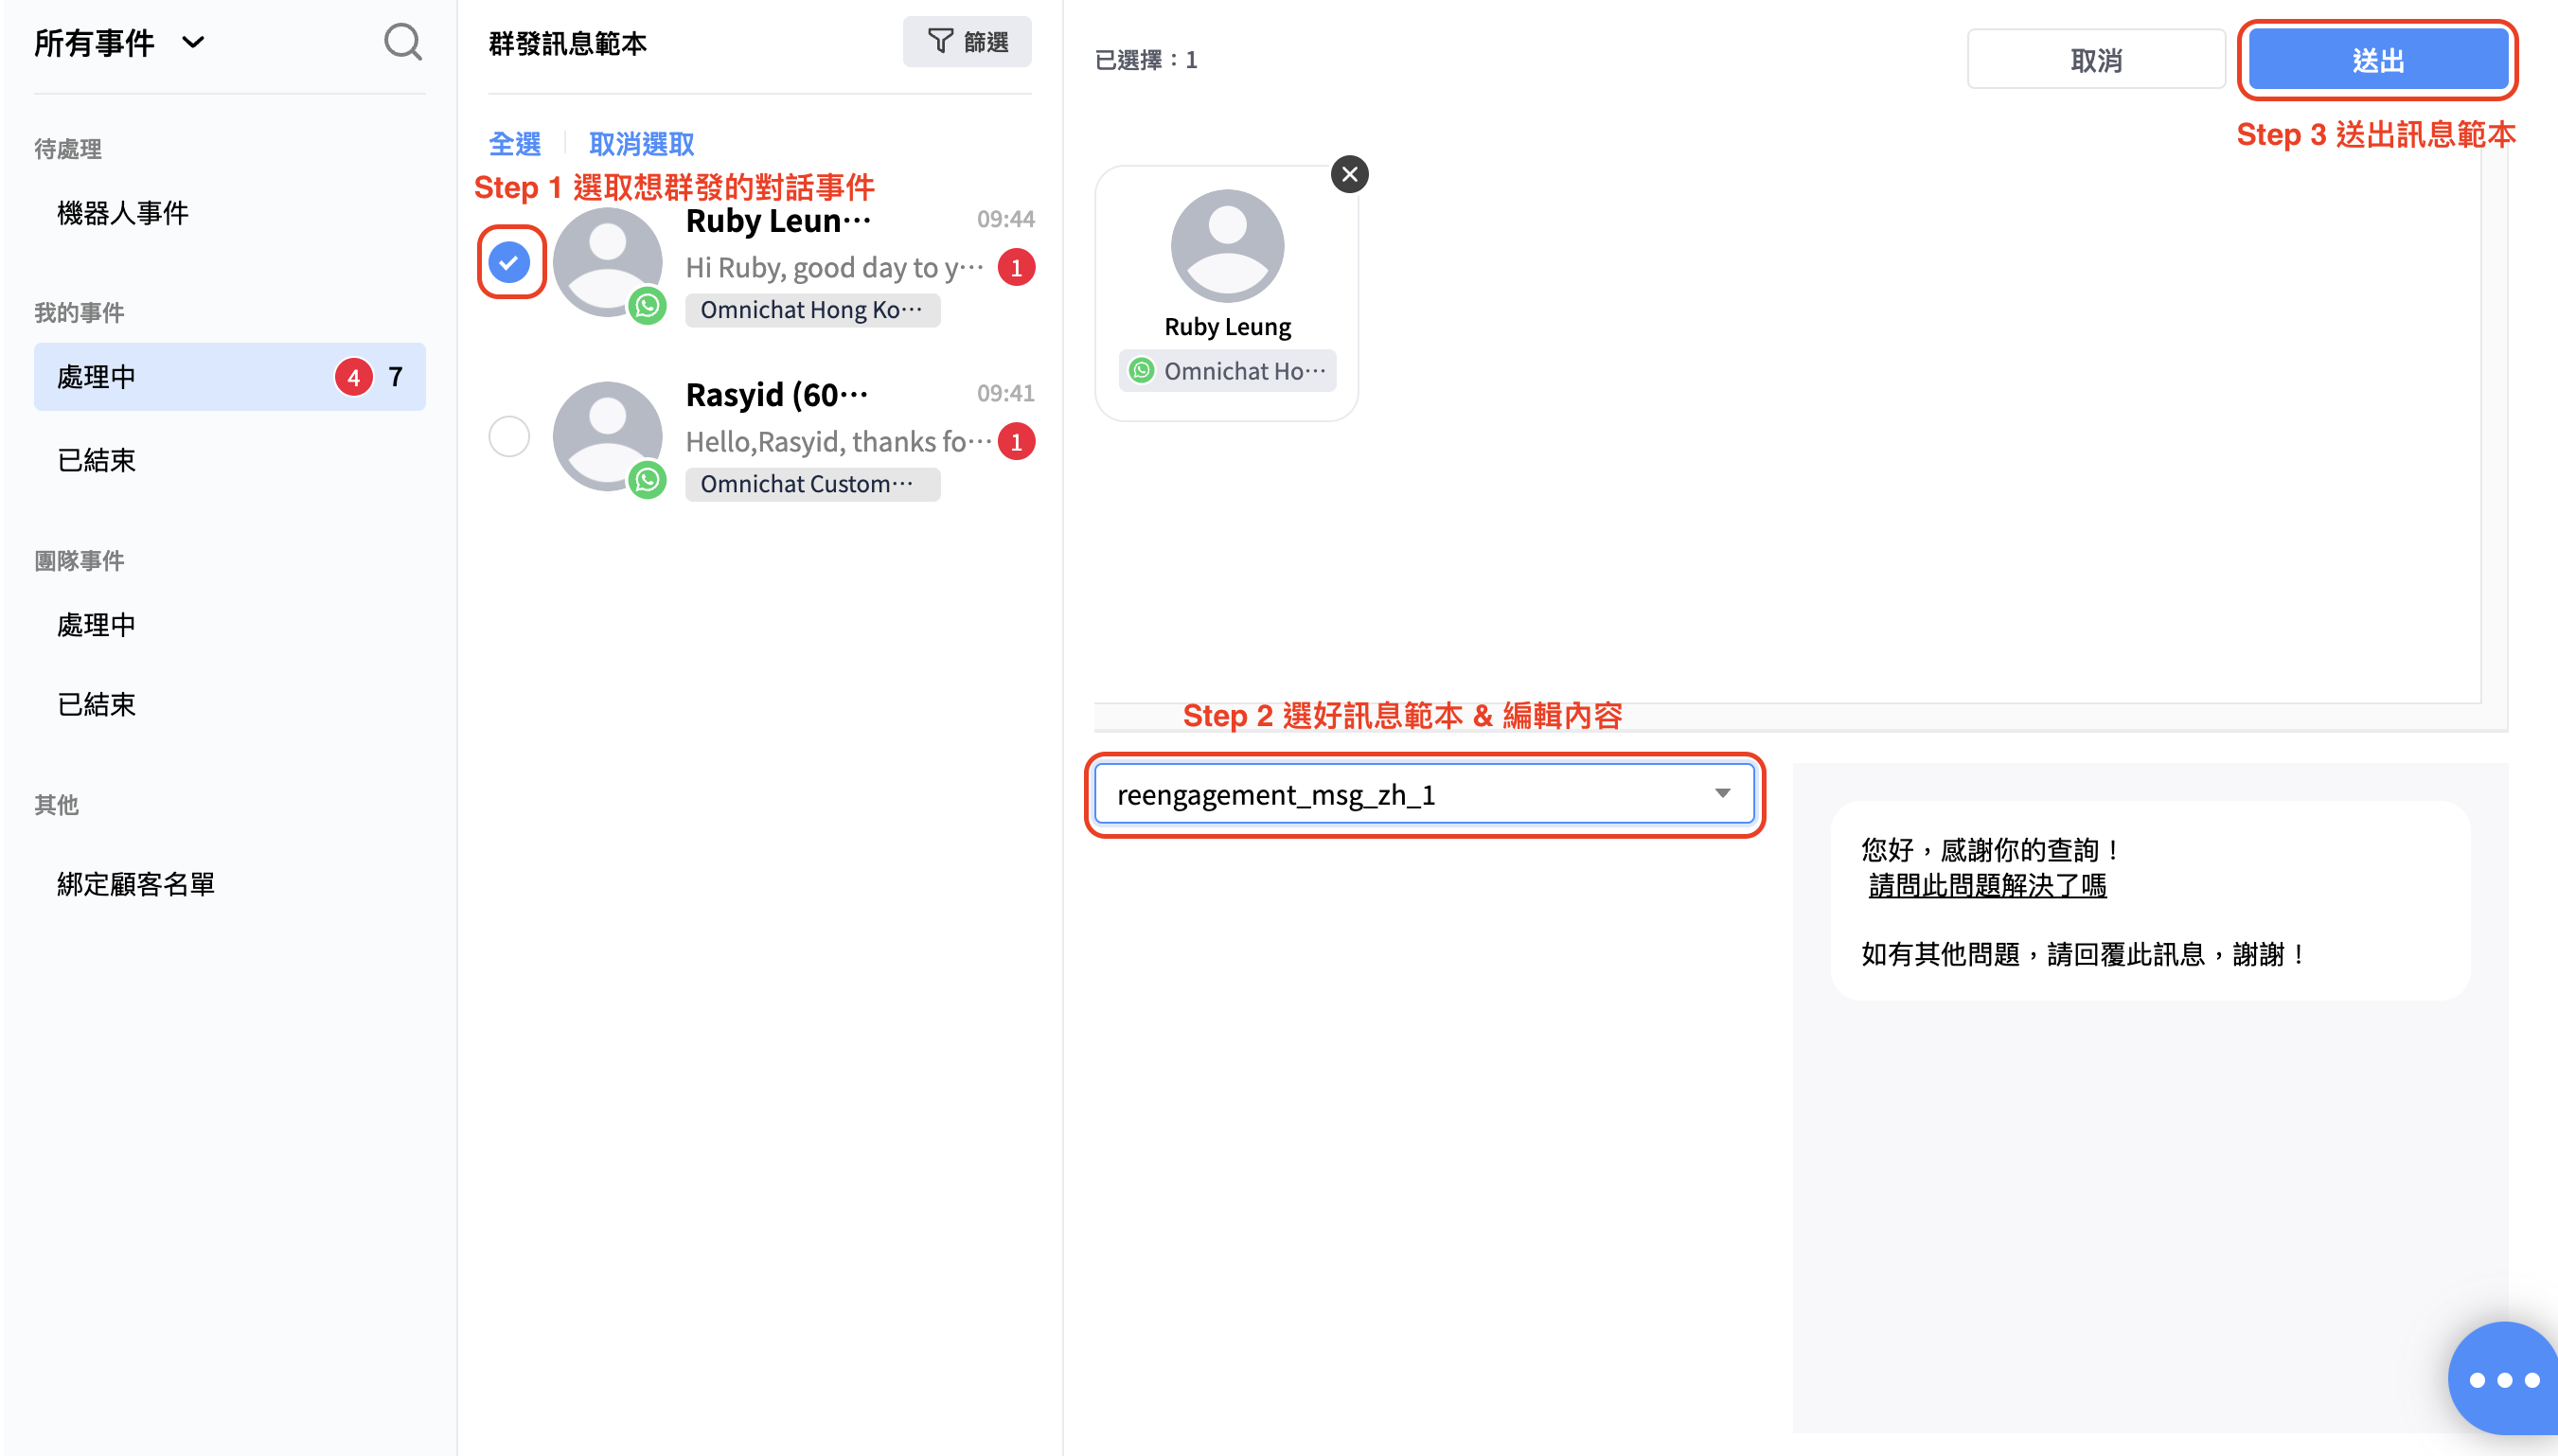 所有事件
待處理
機器人事件
我的事件
處理中 4 7
已結束
團隊事件
處理中
已結束
其他
綁定顧客名單
群發訊息範本 篩選
全選 取消選取
Step 1 選取想群發的對話事件
Ruby Leun… 09:44
Hi Ruby, good day to y… 1
Omnichat Hong Ko…
Rasyid (60… 09:41
Hello,Rasyid, thanks fo… 1
Omnichat Custom…
已選擇：1
取消
送出
Step 3 送出訊息範本
Ruby Leung
Omnichat Ho…
Step 2 選好訊息範本 & 編輯內容
reengagement_msg_zh_1
您好，感謝你的查詢！
請問此問題解決了嗎
如有其他問題，請回覆此訊息，謝謝！